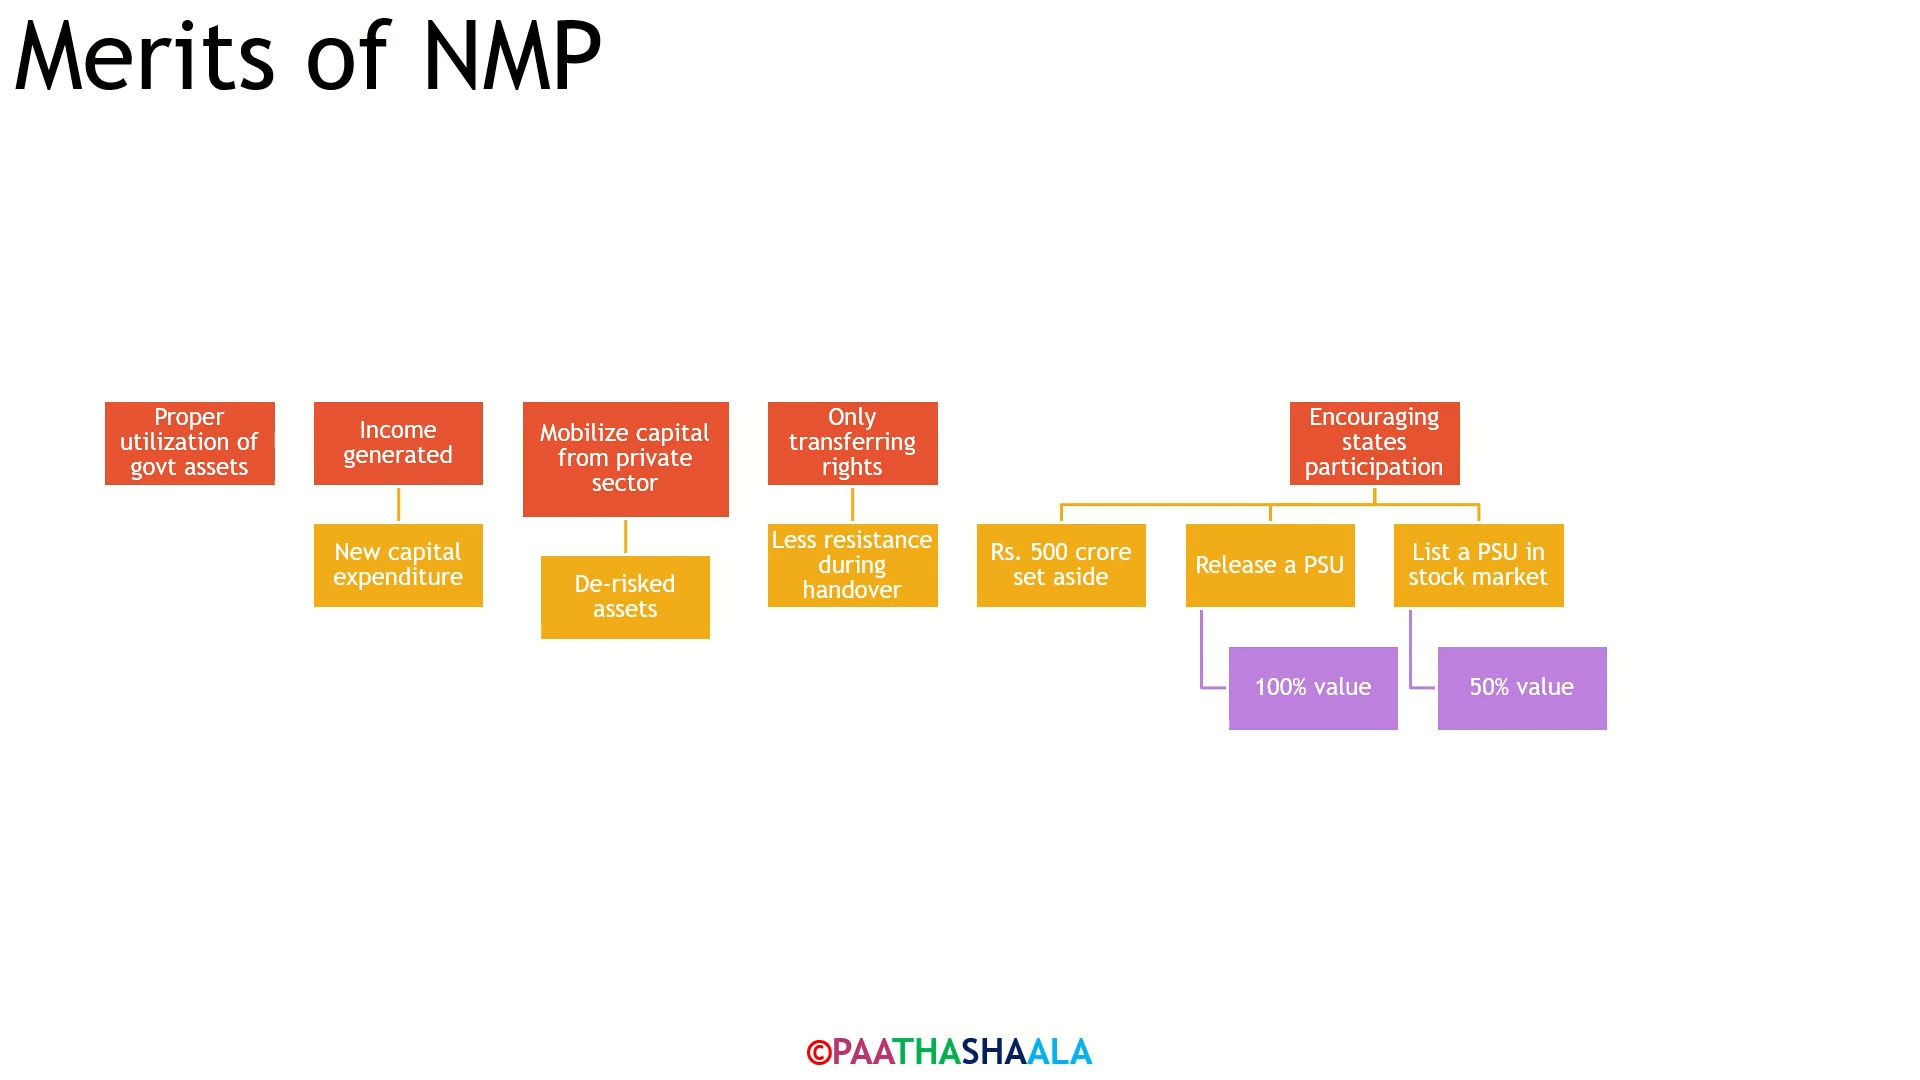 Merits of NMP
Proper
utilization of
govt assets
Income
generated
New capital
expenditure
Mobilize capital
from private
sector
De-risked
assets
Only
transferring
rights
Less resistance
during
handover
Encouraging
states
participation
Rs. 500 crore
set aside
Release a PSU
100% value
List a PSU in
stock market
50% value
©PAATHASHAALA